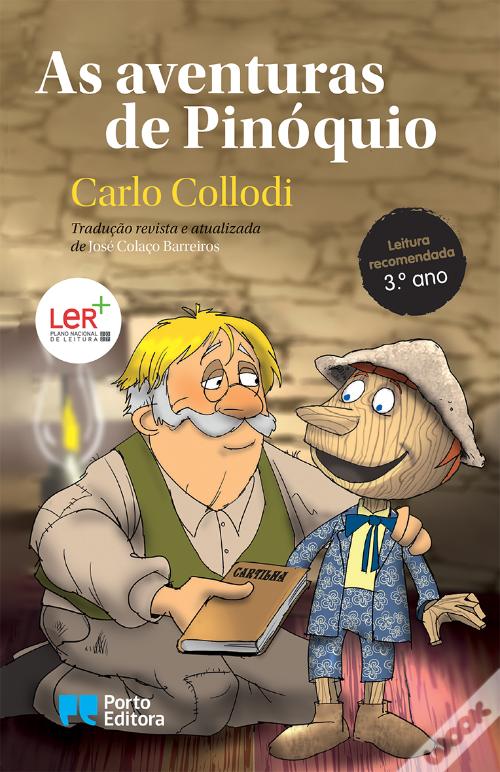 As aventuras
de Pinóquio
Carlo Collodi
Tradução revista e atualizada
de José Colaço Barreiros
Leitura
recomendada
3.º ano
LeR+
PLANO NACIONAL
DE LEITURA
CARTILHA
Porto
Editora
wook